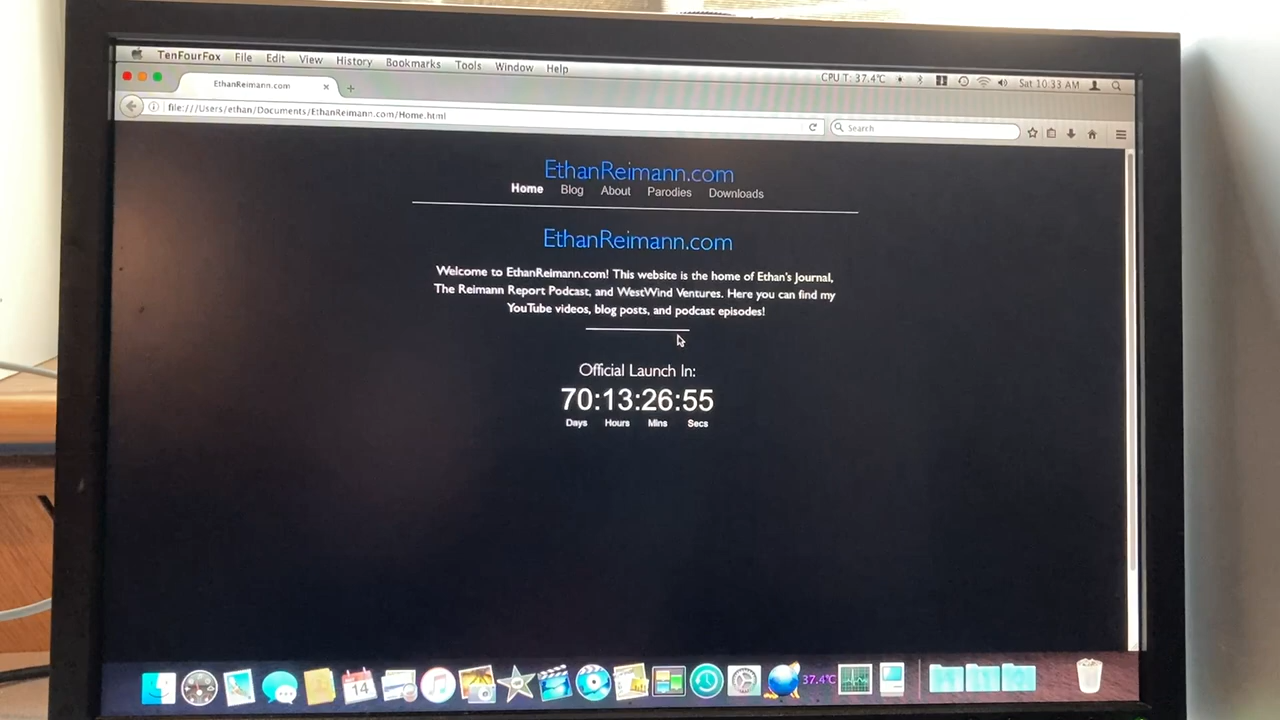 TenFourFox File Edit View History Bookmarks Tools Window Help
CPU T: 37.4°C Sat 10:33 AM
EthanReimann.com
file:///Users/ethan/Documents/EthanReimann.com/Home.html
Search
EthanReimann.com
Home Blog About Parodies Downloads
EthanReimann.com
Welcome to EthanReimann.com! This website is the home of Ethan's Journal,
The Reimann Report Podcast, and WestWind Ventures. Here you can find my
YouTube videos, blog posts, and podcast episodes!
Official Launch In:
70:13:26:55
Days Hours Mins Secs
14
37.4°C